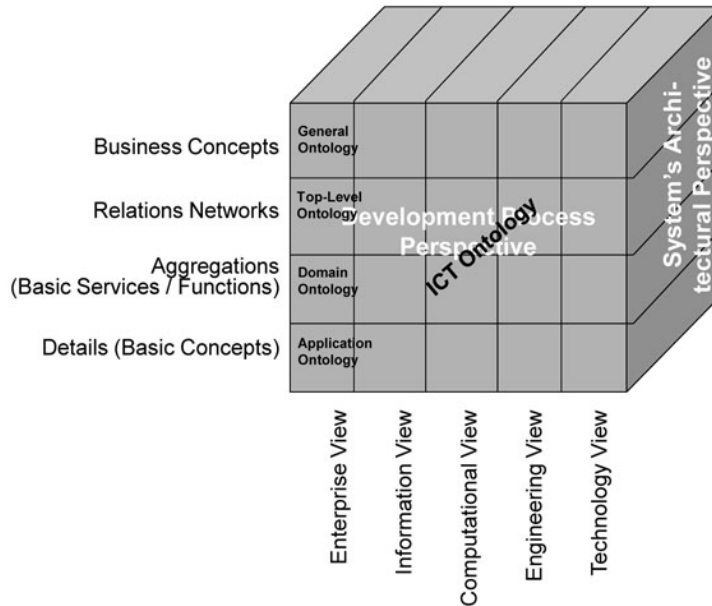 Business Concepts
General
Ontology
Relations Networks
Top-Level
Ontology
Development Process
Perspective
ICT Ontology
Aggregations
(Basic Services / Functions)
Domain
Ontology
Details (Basic Concepts)
Application
Ontology
System's Archi-
tectural Perspective
Enterprise View
Information View
Computational View
Engineering View
Technology View